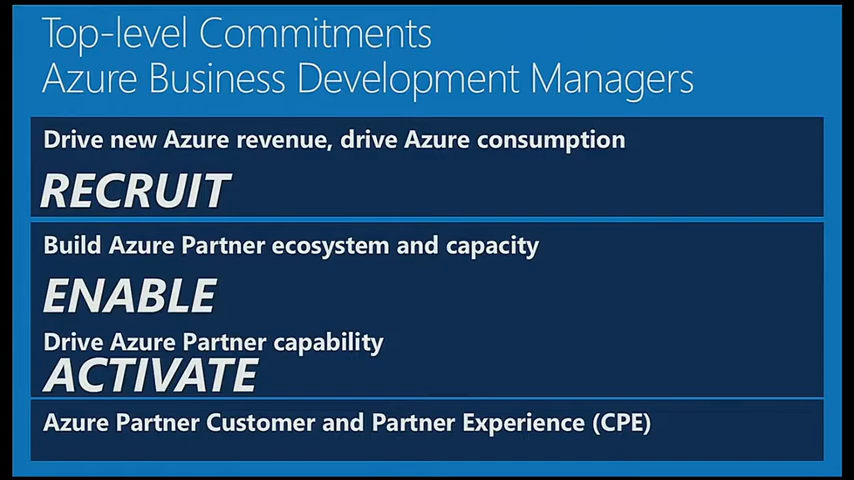 Top-level Commitments
Azure Business Development Managers
Drive new Azure revenue, drive Azure consumption
RECRUIT
Build Azure Partner ecosystem and capacity
ENABLE
Drive Azure Partner capability
ACTIVATE
Azure Partner Customer and Partner Experience (CPE)